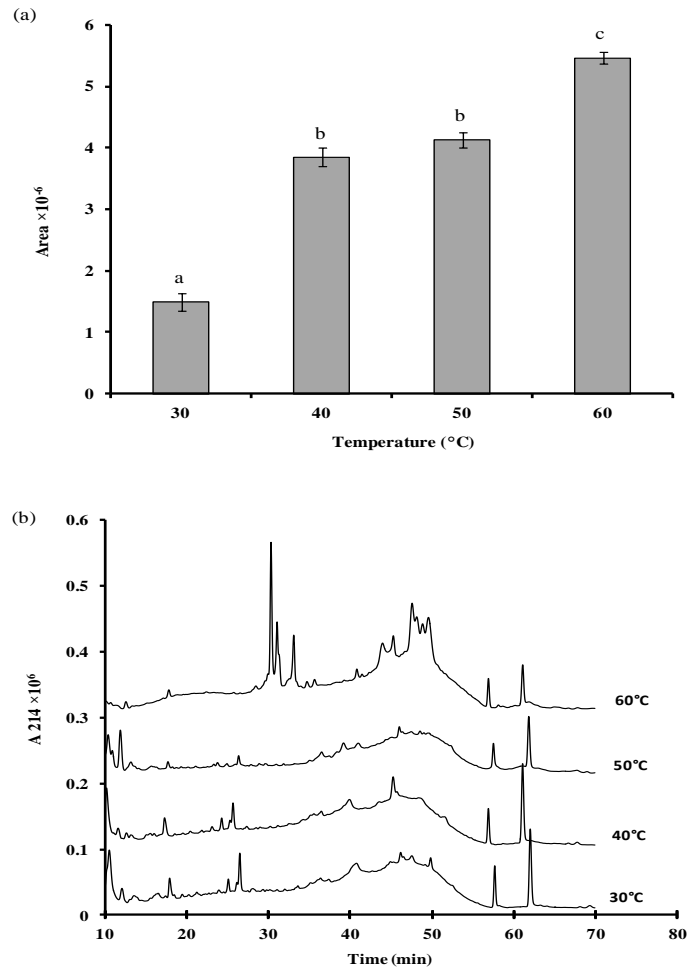 (a)
6
5
4
3
2
1
0
Area ×10⁻⁶
a
b
b
c
30 40 50 60
Temperature (°C)
(b)
0.6
0.5
0.4
0.3
0.2
0.1
0
A 214 ×10⁶
60°C
50°C
40°C
30°C
10 20 30 40 50 60 70 80
Time (min)